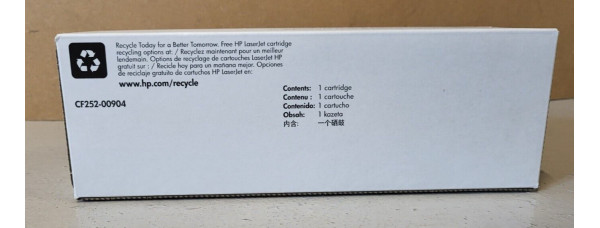 Recycle Today for a Better Tomorrow. Free HP LaserJet cartridge
recycling options at: / Recyclez maintenant pour un meilleur
lendemain. Options de recyclage de cartouches LaserJet HP
gratuit sur : / Recicle hoy para un mañana mejor. Opciones
de reciclaje gratuito de cartuchos HP LaserJet en:
www.hp.com/recycle
CF252-00904
Contents: 1 cartridge
Contenu : 1 cartouche
Contenido: 1 cartucho
Obsah: 1 kazeta
内含: 一个硒鼓